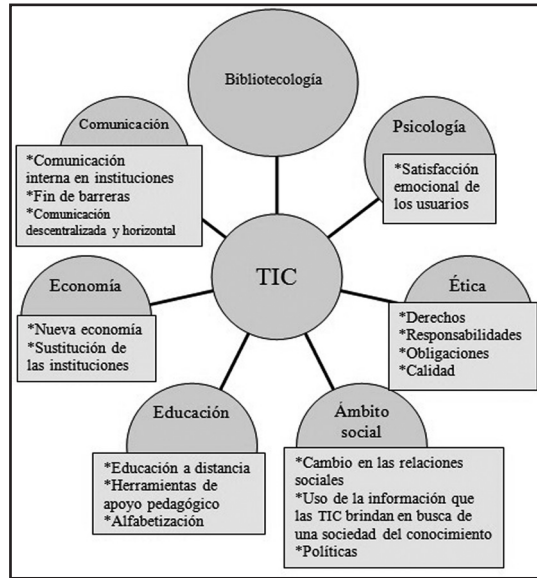 Bibliotecología
Comunicación
*Comunicación
interna en instituciones
*Fin de barreras
*Comunicación
descentralizada y horizontal
Psicología
*Satisfacción
emocional de
los usuarios
TIC
Economía
*Nueva economía
*Sustitución de
las instituciones
Ética
*Derechos
*Responsabilidades
*Obligaciones
*Calidad
Educación
*Educación a distancia
*Herramientas de
apoyo pedagógico
*Alfabetización
Ámbito
social
*Cambio en las relaciones
sociales
*Uso de la información que
las TIC brindan en busca de
una sociedad del conocimiento
*Políticas